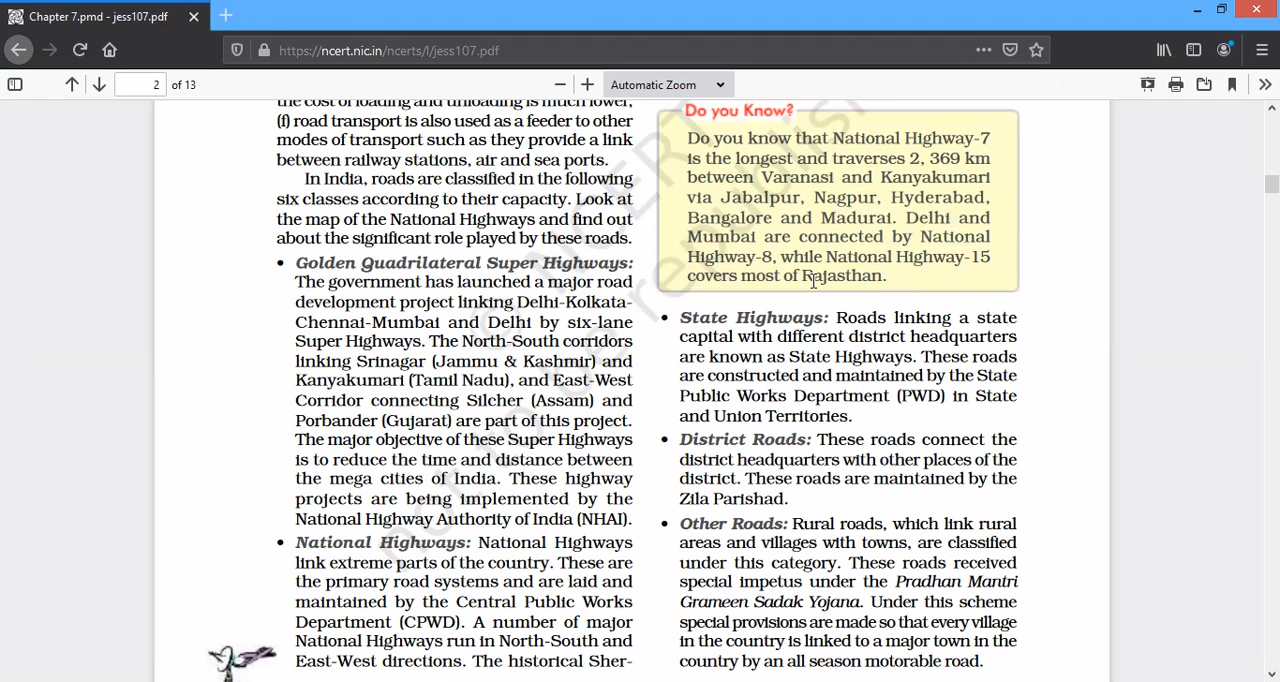 Chapter 7.pmd - jess107.pdf
https://ncert.nic.in/ncerts/l/jess107.pdf
2 of 13
Automatic Zoom
the cost of loading and unloading is much lower,
(f) road transport is also used as a feeder to other
modes of transport such as they provide a link
between railway stations, air and sea ports.
In India, roads are classified in the following
six classes according to their capacity. Look at
the map of the National Highways and find out
about the significant role played by these roads.
• Golden Quadrilateral Super Highways:
The government has launched a major road
development project linking Delhi-Kolkata-
Chennai-Mumbai and Delhi by six-lane
Super Highways. The North-South corridors
linking Srinagar (Jammu & Kashmir) and
Kanyakumari (Tamil Nadu), and East-West
Corridor connecting Silcher (Assam) and
Porbander (Gujarat) are part of this project.
The major objective of these Super Highways
is to reduce the time and distance between
the mega cities of India. These highway
projects are being implemented by the
National Highway Authority of India (NHAI).
• National Highways: National Highways
link extreme parts of the country. These are
the primary road systems and are laid and
maintained by the Central Public Works
Department (CPWD). A number of major
National Highways run in North-South and
East-West directions. The historical Sher-
Do you Know?
Do you know that National Highway-7
is the longest and traverses 2, 369 km
between Varanasi and Kanyakumari
via Jabalpur, Nagpur, Hyderabad,
Bangalore and Madurai. Delhi and
Mumbai are connected by National
Highway-8, while National Highway-15
covers most of Rajasthan.
• State Highways: Roads linking a state
capital with different district headquarters
are known as State Highways. These roads
are constructed and maintained by the State
Public Works Department (PWD) in State
and Union Territories.
• District Roads: These roads connect the
district headquarters with other places of the
district. These roads are maintained by the
Zila Parishad.
• Other Roads: Rural roads, which link rural
areas and villages with towns, are classified
under this category. These roads received
special impetus under the Pradhan Mantri
Grameen Sadak Yojana. Under this scheme
special provisions are made so that every village
in the country is linked to a major town in the
country by an all season motorable road.
© NCERT
not to be republish